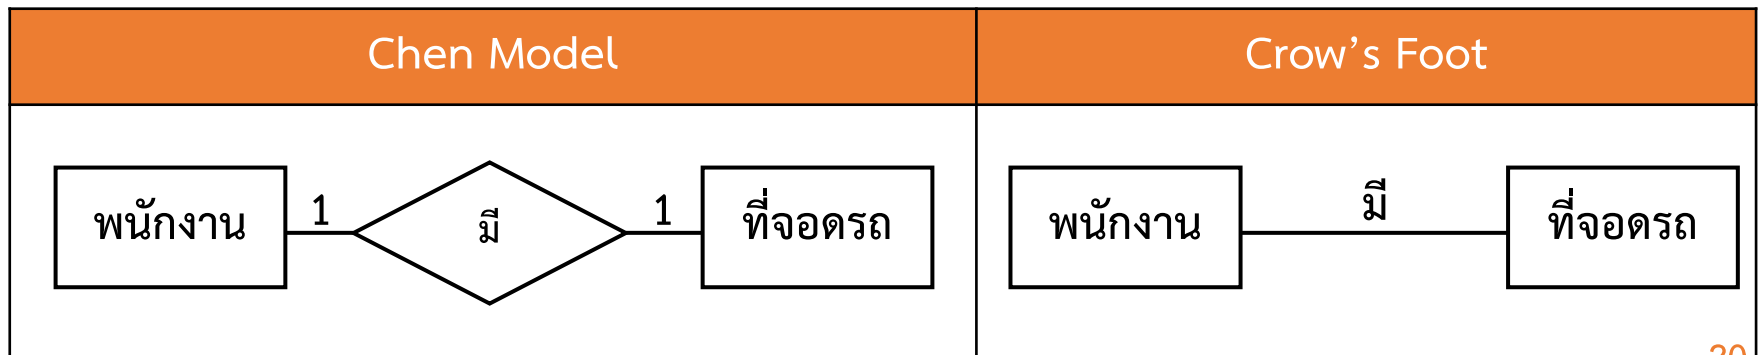 Chen Model
Crow’s Foot
พนักงาน 1 มี 1 ที่จอดรถ
พนักงาน มี ที่จอดรถ